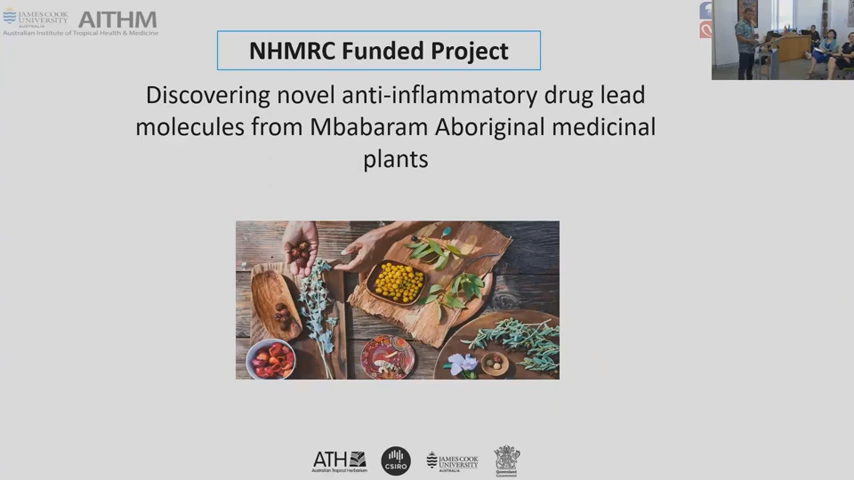 JAMES COOK
UNIVERSITY
AUSTRALIA
AITHM
Australian Institute of Tropical Health & Medicine
NHMRC Funded Project
Discovering novel anti-inflammatory drug lead
molecules from Mbabaram Aboriginal medicinal
plants
ATH
Australian Tropical Herbarium
CSIRO
JAMES COOK
UNIVERSITY
AUSTRALIA
Queensland